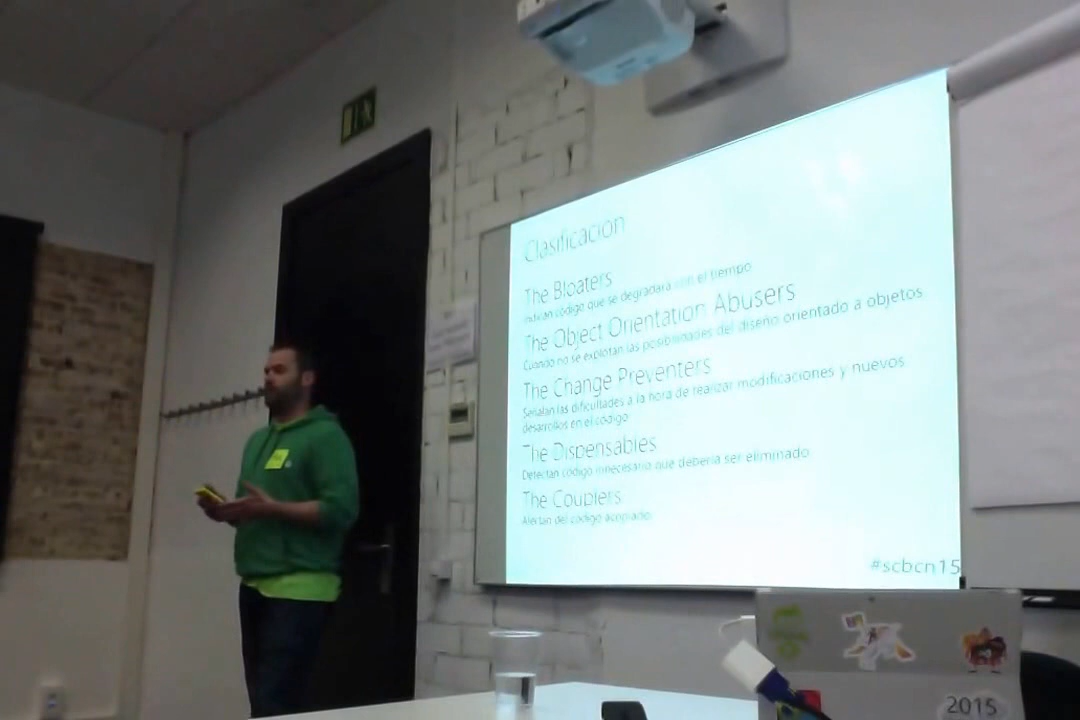 Clasificación
The Bloaters
Indican código que se degradará con el tiempo
The Object Orientation Abusers
Cuando no se explotan las posibilidades del diseño orientado a objetos
The Change Preventers
Señalan las dificultades a la hora de realizar modificaciones y nuevos
desarrollos en el código
The Dispensables
Detectan código innecesario que debería ser eliminado
The Couplers
Alertan del código acoplado
#scbcn15
2015